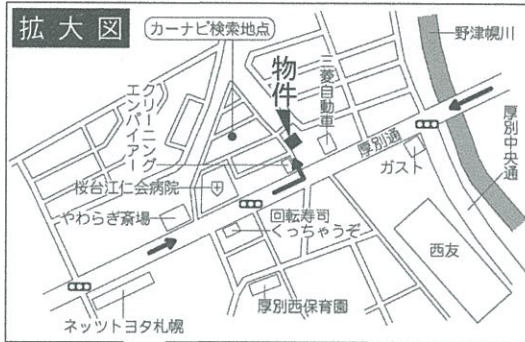 拡大図
カーナビ検索地点
野津幌川
物件
三菱自動車
クリーニング
エンパイアー
厚別通
厚別中央通
ガスト
桜台江仁会病院
やわらぎ斎場
回転寿司
くっちゃうぞ
西友
厚別西保育園
ネッツトヨタ札幌